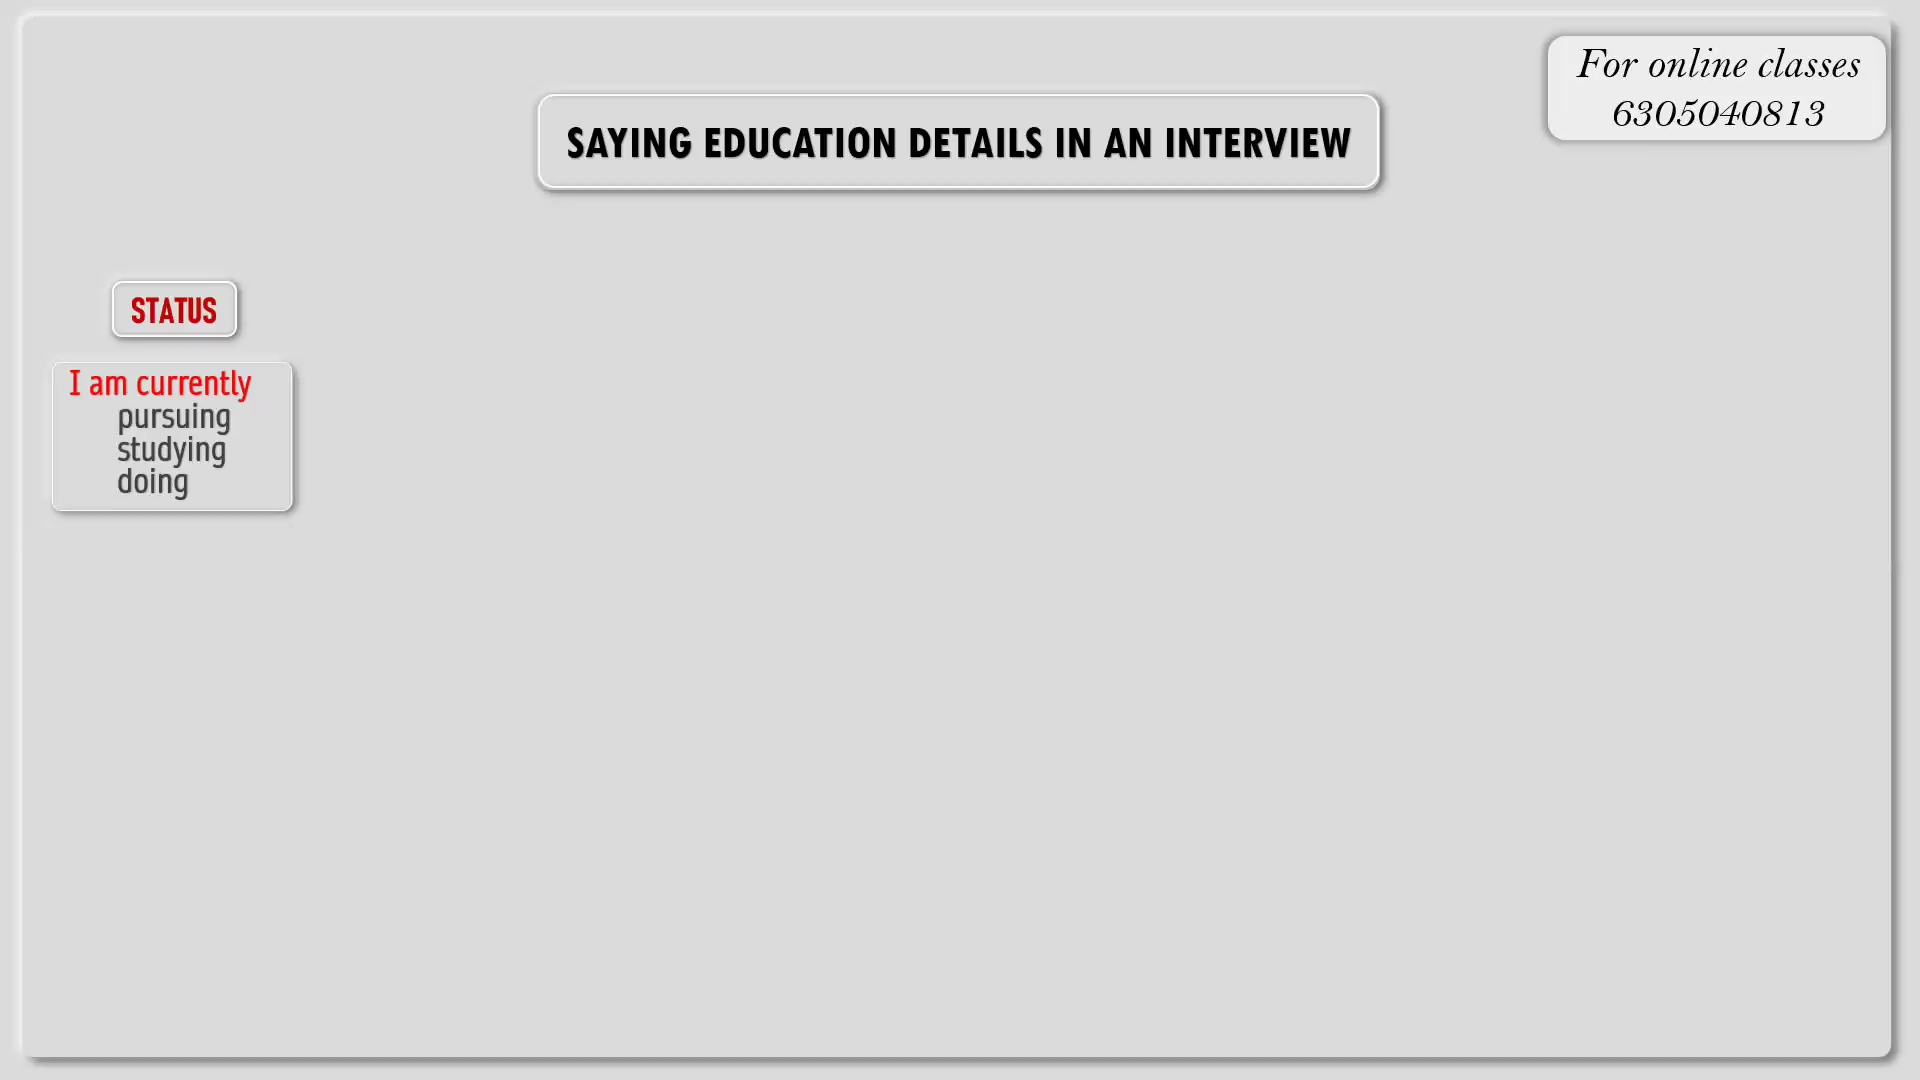 For online classes
6305040813
SAYING EDUCATION DETAILS IN AN INTERVIEW
STATUS
I am currently
pursuing
studying
doing